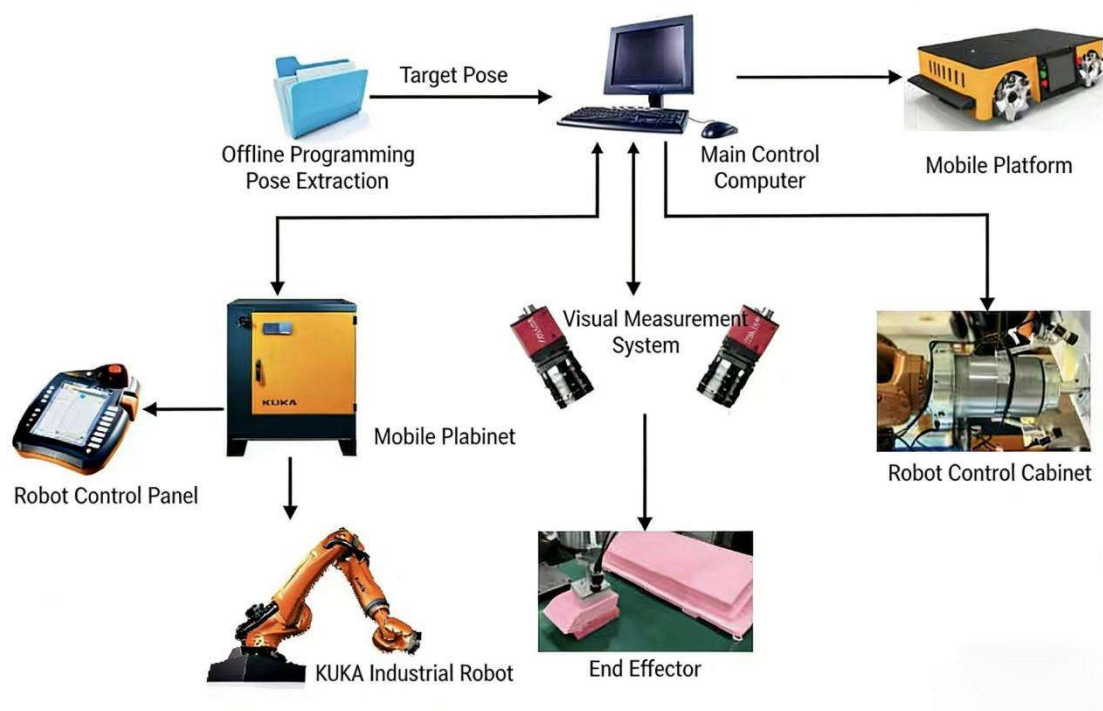 Target Pose
Offline Programming
Pose Extraction
Main Control
Computer
Mobile Platform
Visual Measurement
System
KUKA
Mobile Plabinet
Robot Control Panel
Robot Control Cabinet
KUKA Industrial Robot
End Effector